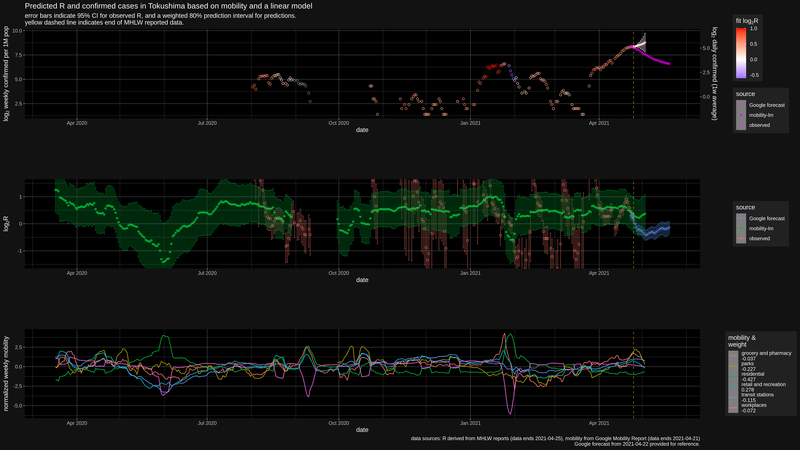 Predicted R and confirmed cases in Tokushima based on mobility and a linear model
error bars indicate 95% CI for observed R, and a weighted 80% prediction interval for predictions.
yellow dashed line indicates end of MHLW reported data.
log₂ weekly confirmed per 1M pop
10.0
7.5
5.0
2.5
5.0
2.5
0.0
log₂ daily confirmed (1w average)
Apr 2020
Jul 2020
Oct 2020
Jan 2021
Apr 2021
date
fit log₂R
1.0
0.5
0.0
-0.5
source
Google forecast
mobility-lm
observed
log₂R
1
0
-1
Apr 2020
Jul 2020
Oct 2020
Jan 2021
Apr 2021
date
source
Google forecast
mobility-lm
observed
normalized weekly mobility
2.5
0.0
-2.5
-5.0
Apr 2020
Jul 2020
Oct 2020
Jan 2021
Apr 2021
date
mobility &
weight
grocery and pharmacy
-0.037
parks
-0.227
residential
-0.427
retail and recreation
0.278
transit stations
-0.115
workplaces
-0.072
data sources: R derived from MHLW reports (data ends 2021-04-25), mobility from Google Mobility Report (data ends 2021-04-21)
Google forecast from 2021-04-22 provided for reference.